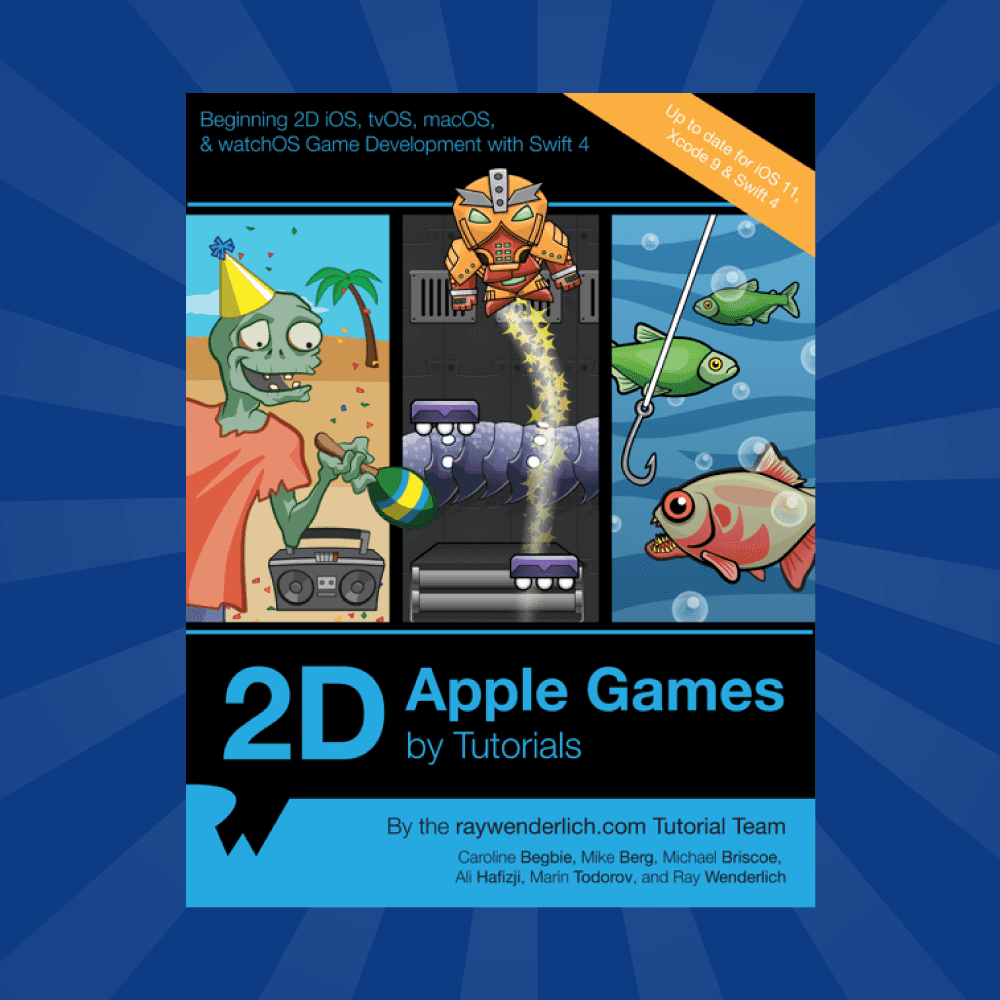 Beginning 2D iOS, tvOS, macOS,
& watchOS Game Development with Swift 4
Up to date for iOS 11,
Xcode 9 & Swift 4
2D
Apple Games
by Tutorials
By the raywenderlich.com Tutorial Team
Caroline Begbie, Mike Berg, Michael Briscoe,
Ali Hafizji, Marin Todorov, and Ray Wenderlich